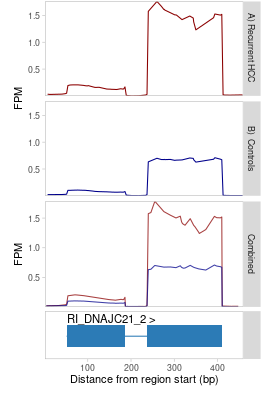 1.5
1.0
0.5
A) Recurrent HCC
FPM
1.5
1.0
0.5
B) Controls
1.5
1.0
0.5
FPM
Combined
RI_DNAJC21_2 >
100
200
300
400
Distance from region start (bp)